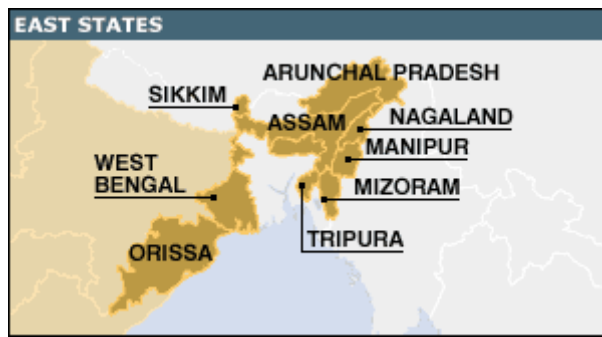 EAST STATES
ARUNCHAL PRADESH
SIKKIM
NAGALAND
ASSAM
MANIPUR
WEST
BENGAL
MIZORAM
TRIPURA
ORISSA